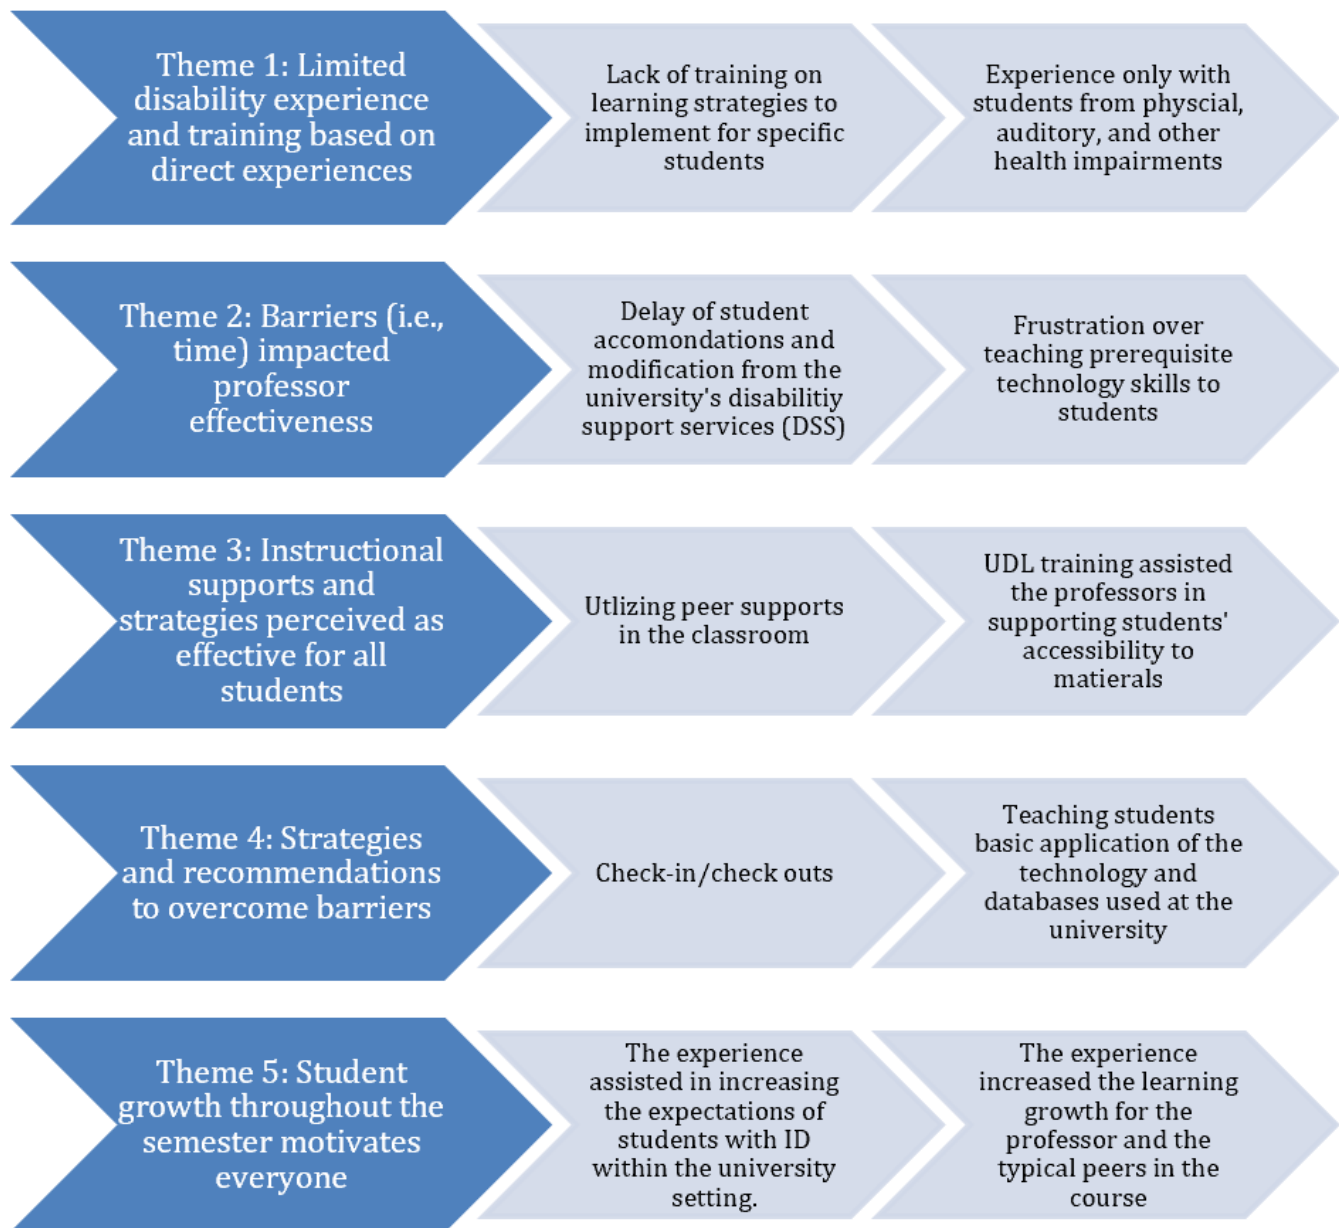 Theme 1: Limited
disability experience
and training based on
direct experiences
Lack of training on
learning strategies to
implement for specific
students
Experience only with
students from physcial,
auditory, and other
health impairments
Theme 2: Barriers (i.e.,
time) impacted
professor
effectiveness
Delay of student
accomondations and
modification from the
university's disabilitiy
support services (DSS)
Frustration over
teaching prerequisite
technology skills to
students
Theme 3: Instructional
supports and
strategies perceived as
effective for all
students
Utlizing peer supports
in the classroom
UDL training assisted
the professors in
supporting students'
accessibility to
matierals
Theme 4: Strategies
and recommendations
to overcome barriers
Check-in/check outs
Teaching students
basic application of the
technology and
databases used at the
university
Theme 5: Student
growth throughout the
semester motivates
everyone
The experience
assisted in increasing
the expectations of
students with ID
within the university
setting.
The experience
increased the learning
growth for the
professor and the
typical peers in the
course